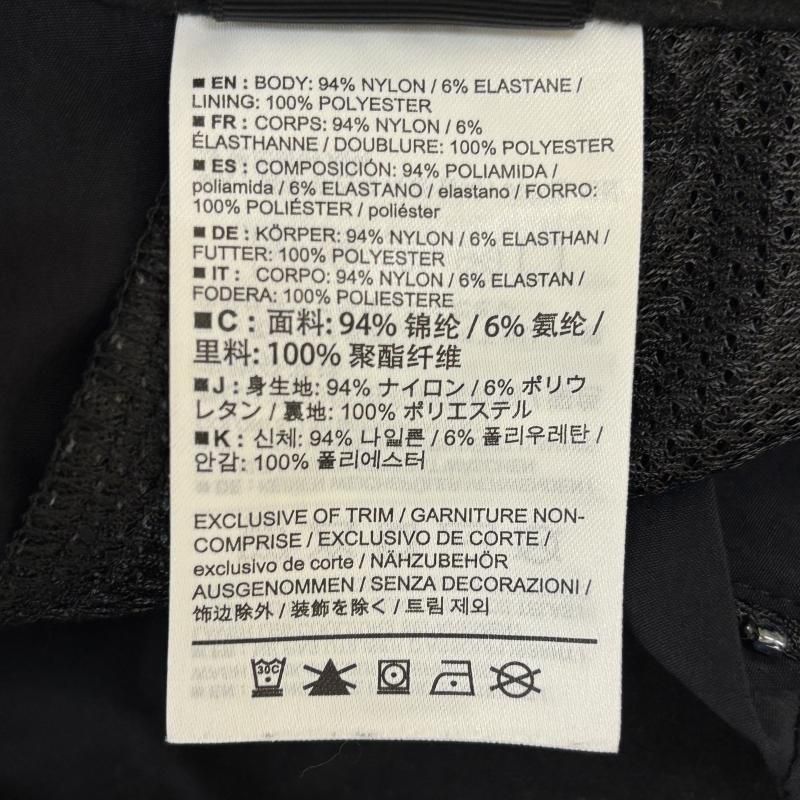 ■ EN : BODY: 94% NYLON / 6% ELASTANE /
LINING: 100% POLYESTER
■ FR : CORPS: 94% NYLON / 6%
ÉLASTHANNE / DOUBLURE: 100% POLYESTER
■ ES : COMPOSICIÓN: 94% POLIAMIDA /
poliamida / 6% ELASTANO / elastano / FORRO:
100% POLIÉSTER / poliéster
■ DE : KÖRPER: 94% NYLON / 6% ELASTHAN /
FUTTER: 100% POLYESTER
■ IT : CORPO: 94% NYLON / 6% ELASTAN /
FODERA: 100% POLIESTERE
■ C : 面料: 94% 锦纶 / 6% 氨纶 /
里料: 100% 聚酯纤维
■ J : 身生地: 94% ナイロン / 6% ポリウ
レタン / 裏地: 100% ポリエステル
■ K : 신체: 94% 나일론 / 6% 폴리우레탄 /
안감: 100% 폴리에스터
EXCLUSIVE OF TRIM / GARNITURE NON-
COMPRISE / EXCLUSIVO DE CORTE /
exclusivo de corte / NÄHZUBEHÖR
AUSGENOMMEN / SENZA DECORAZIONI /
饰边除外 / 装飾を除く / 트림 제외
30C